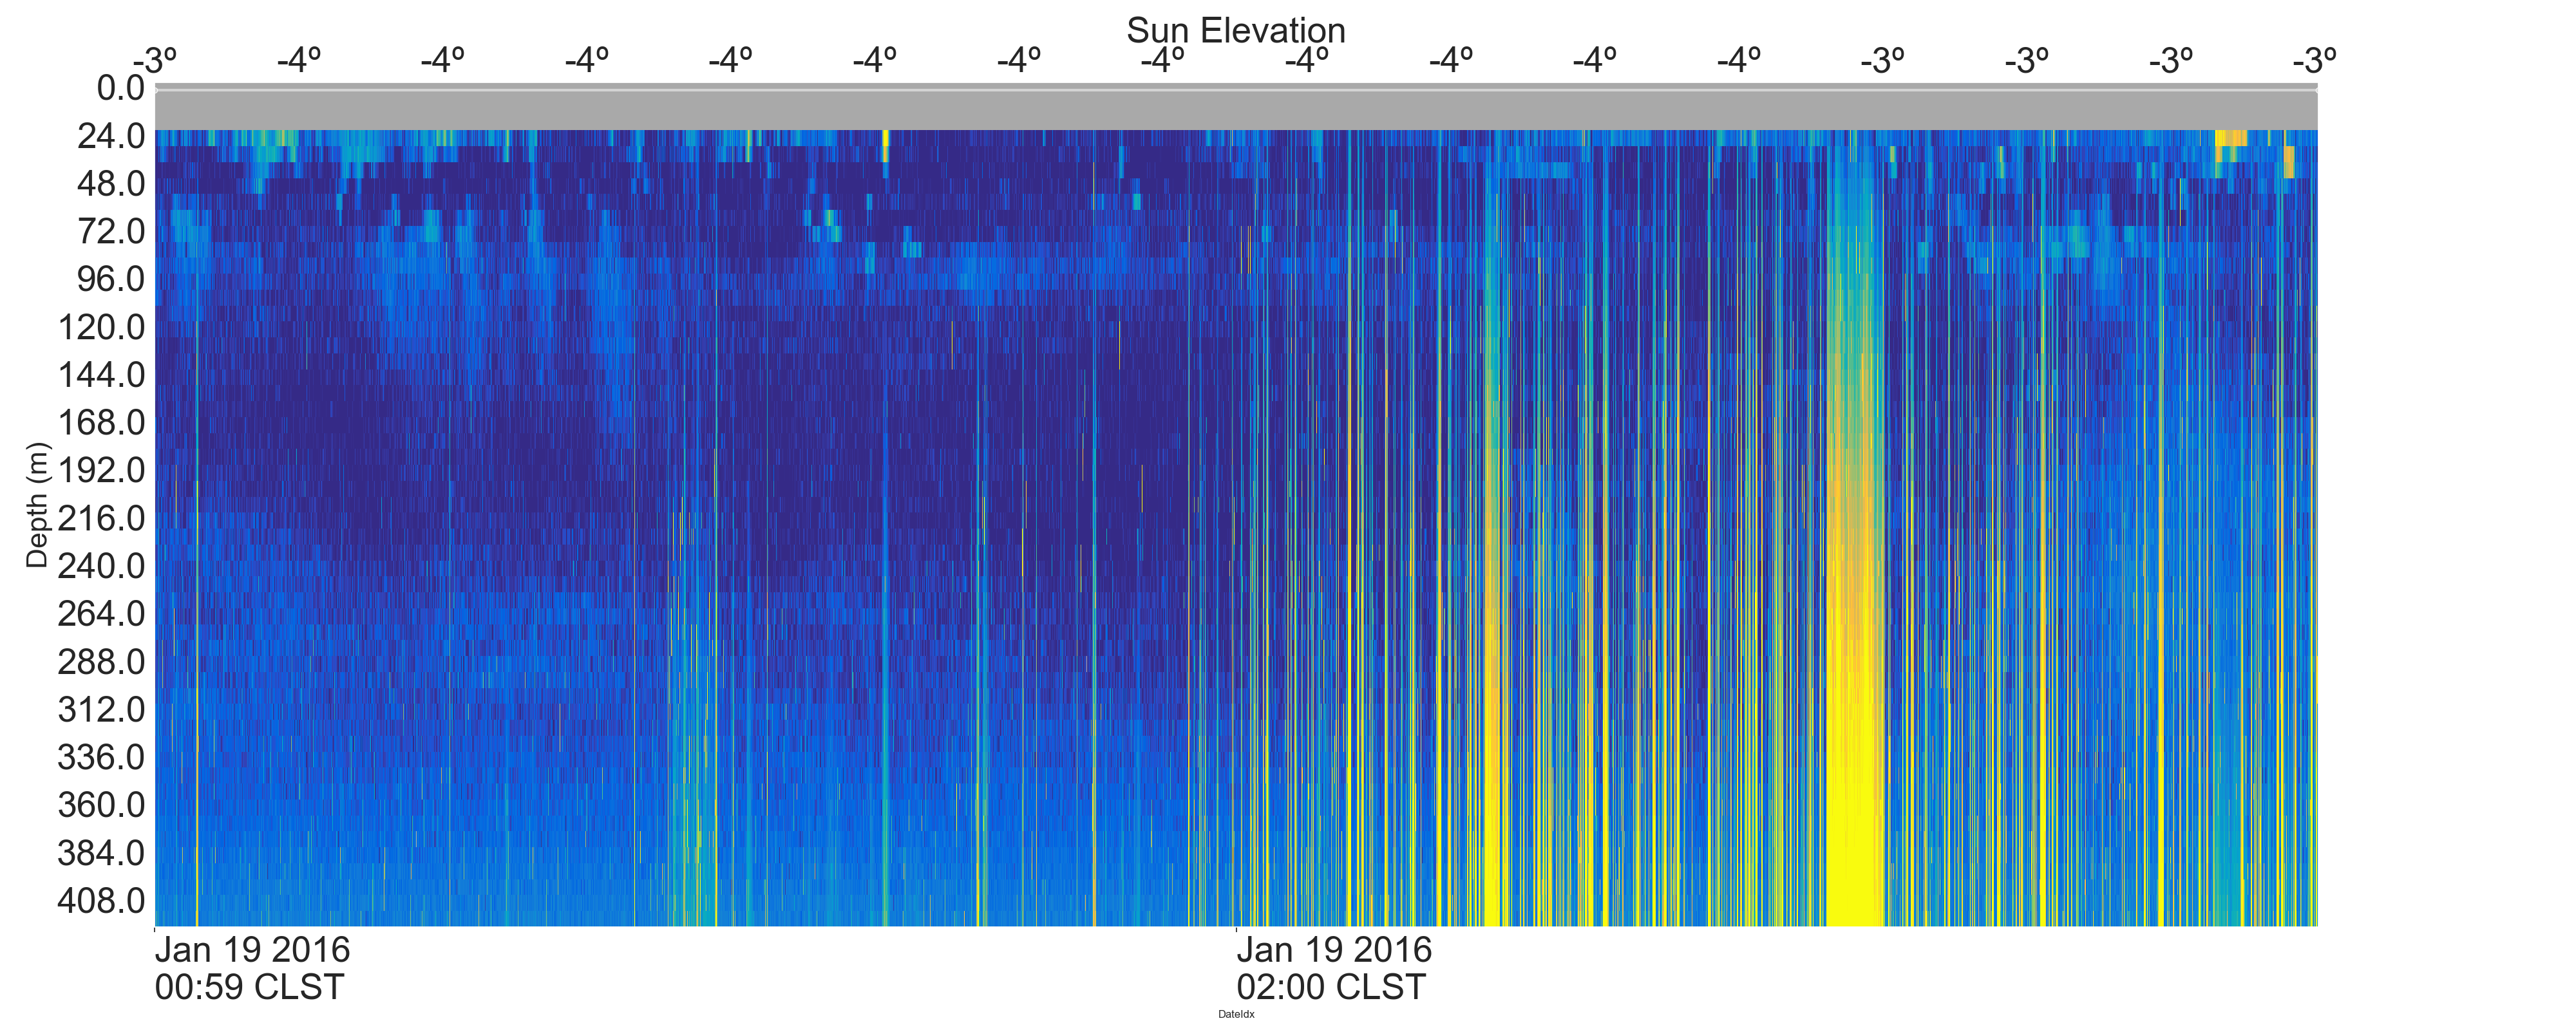 Sun Elevation
-3º -4º -4º -4º -4º -4º -4º -4º -4º -4º -4º -4º -3º -3º -3º -3º
0.0
24.0
48.0
72.0
96.0
120.0
144.0
168.0
192.0
216.0
240.0
264.0
288.0
312.0
336.0
360.0
384.0
408.0
Depth (m)
Jan 19 2016
00:59 CLST
Jan 19 2016
02:00 CLST
DateIdx